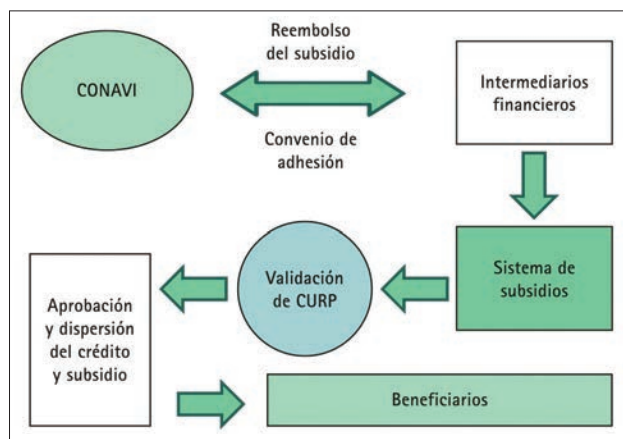 Reembolso
del subsidio
CONAVI
Intermediarios
financieros
Convenio de
adhesión
Sistema de
subsidios
Validación
de CURP
Aprobación
y dispersión
del crédito
y subsidio
Beneficiarios